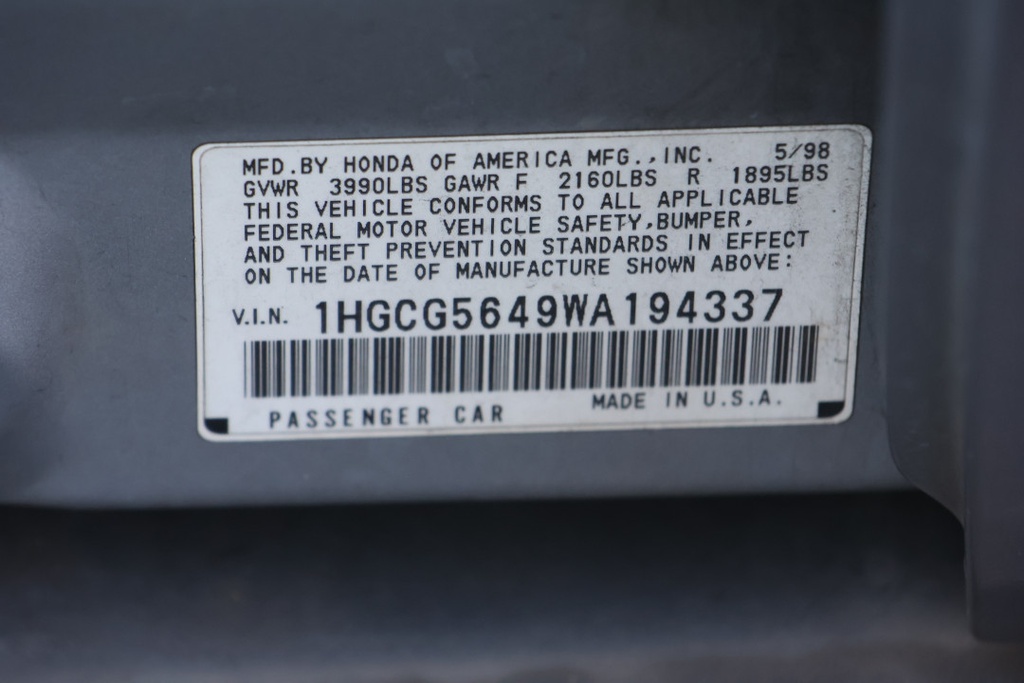 MFD.BY HONDA OF AMERICA MFG.,INC. 5/98
GVWR 3990LBS GAWR F 2160LBS R 1895LBS
THIS VEHICLE CONFORMS TO ALL APPLICABLE
FEDERAL MOTOR VEHICLE SAFETY,BUMPER,
AND THEFT PREVENTION STANDARDS IN EFFECT
ON THE DATE OF MANUFACTURE SHOWN ABOVE:
V.I.N. 1HGCG5649WA194337
PASSENGER CAR MADE IN U.S.A.